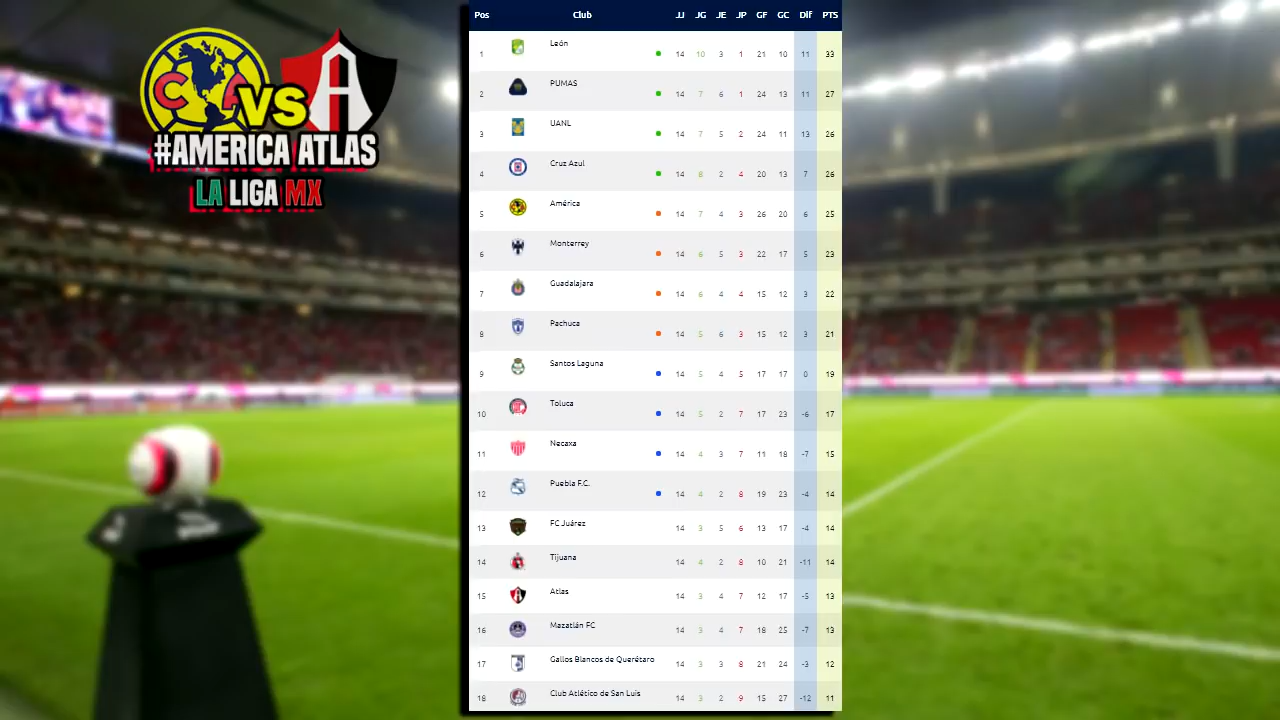 VS
#AMERICA ATLAS
LA LIGA MX
Pos Club JJ JG JE JP GF GC Dif PTS
1 León 14 10 3 1 21 10 11 33
2 PUMAS 14 7 6 1 24 13 11 27
3 UANL 14 7 5 2 24 11 13 26
4 Cruz Azul 14 8 2 4 20 13 7 26
5 América 14 7 4 3 26 20 6 25
6 Monterrey 14 6 5 3 22 17 5 23
7 Guadalajara 14 6 4 4 15 12 3 22
8 Pachuca 14 5 6 3 15 12 3 21
9 Santos Laguna 14 5 4 5 17 17 0 19
10 Toluca 14 5 2 7 17 23 -6 17
11 Necaxa 14 4 3 7 11 18 -7 15
12 Puebla F.C. 14 4 2 8 19 23 -4 14
13 FC Juárez 14 3 5 6 13 17 -4 14
14 Tijuana 14 4 2 8 10 21 -11 14
15 Atlas 14 3 4 7 12 17 -5 13
16 Mazatlán FC 14 3 4 7 18 25 -7 13
17 Gallos Blancos de Querétaro 14 3 3 8 21 24 -3 12
18 Club Atlético de San Luis 14 3 2 9 15 27 -12 11